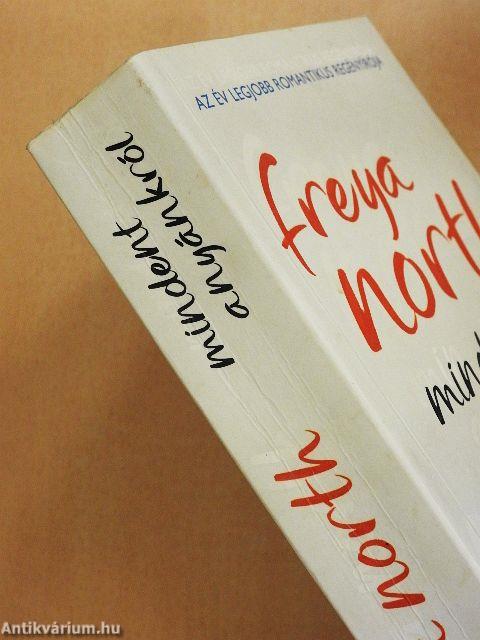 AZ ÉV LEGJOBB ROMANTIKUS REGÉNYÍRÓJA
freya
north
mindent
anyánkról
north
Antikvárium.hu